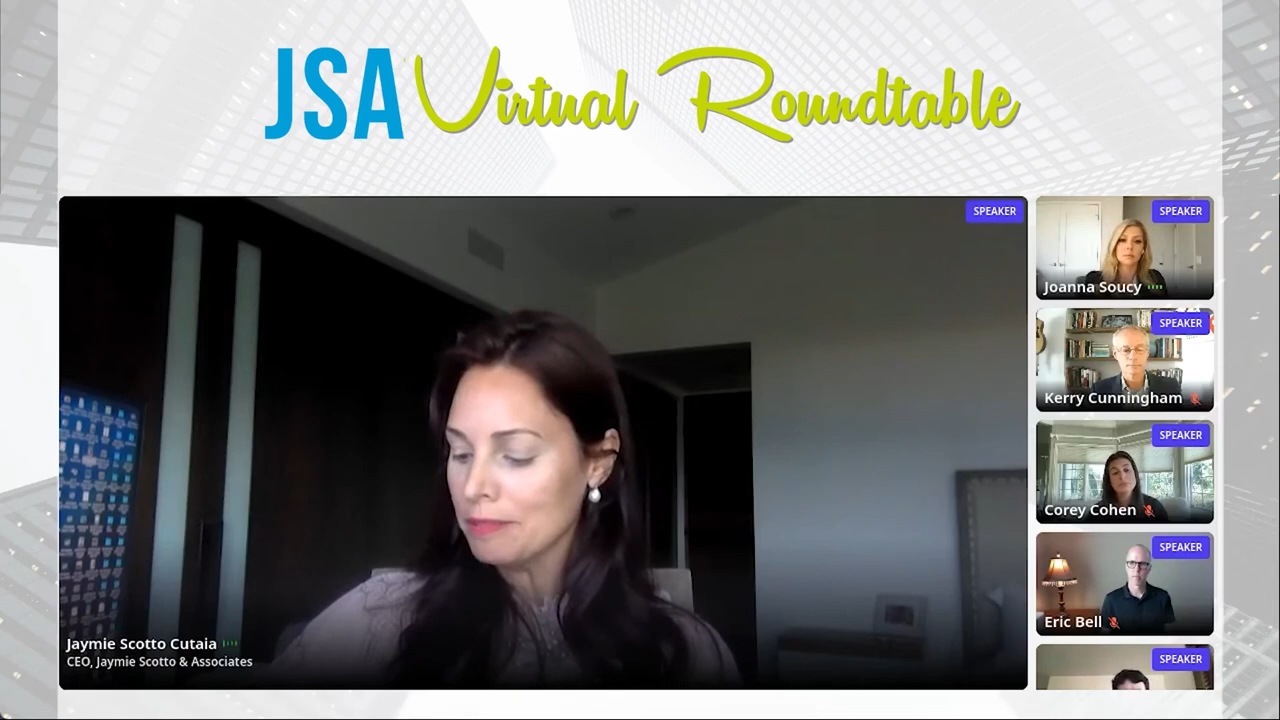 JSA Virtual Roundtable
SPEAKER
Jaymie Scotto Cutaia
CEO, Jaymie Scotto & Associates
SPEAKER
Joanna Soucy
SPEAKER
Kerry Cunningham
SPEAKER
Corey Cohen
SPEAKER
Eric Bell
SPEAKER